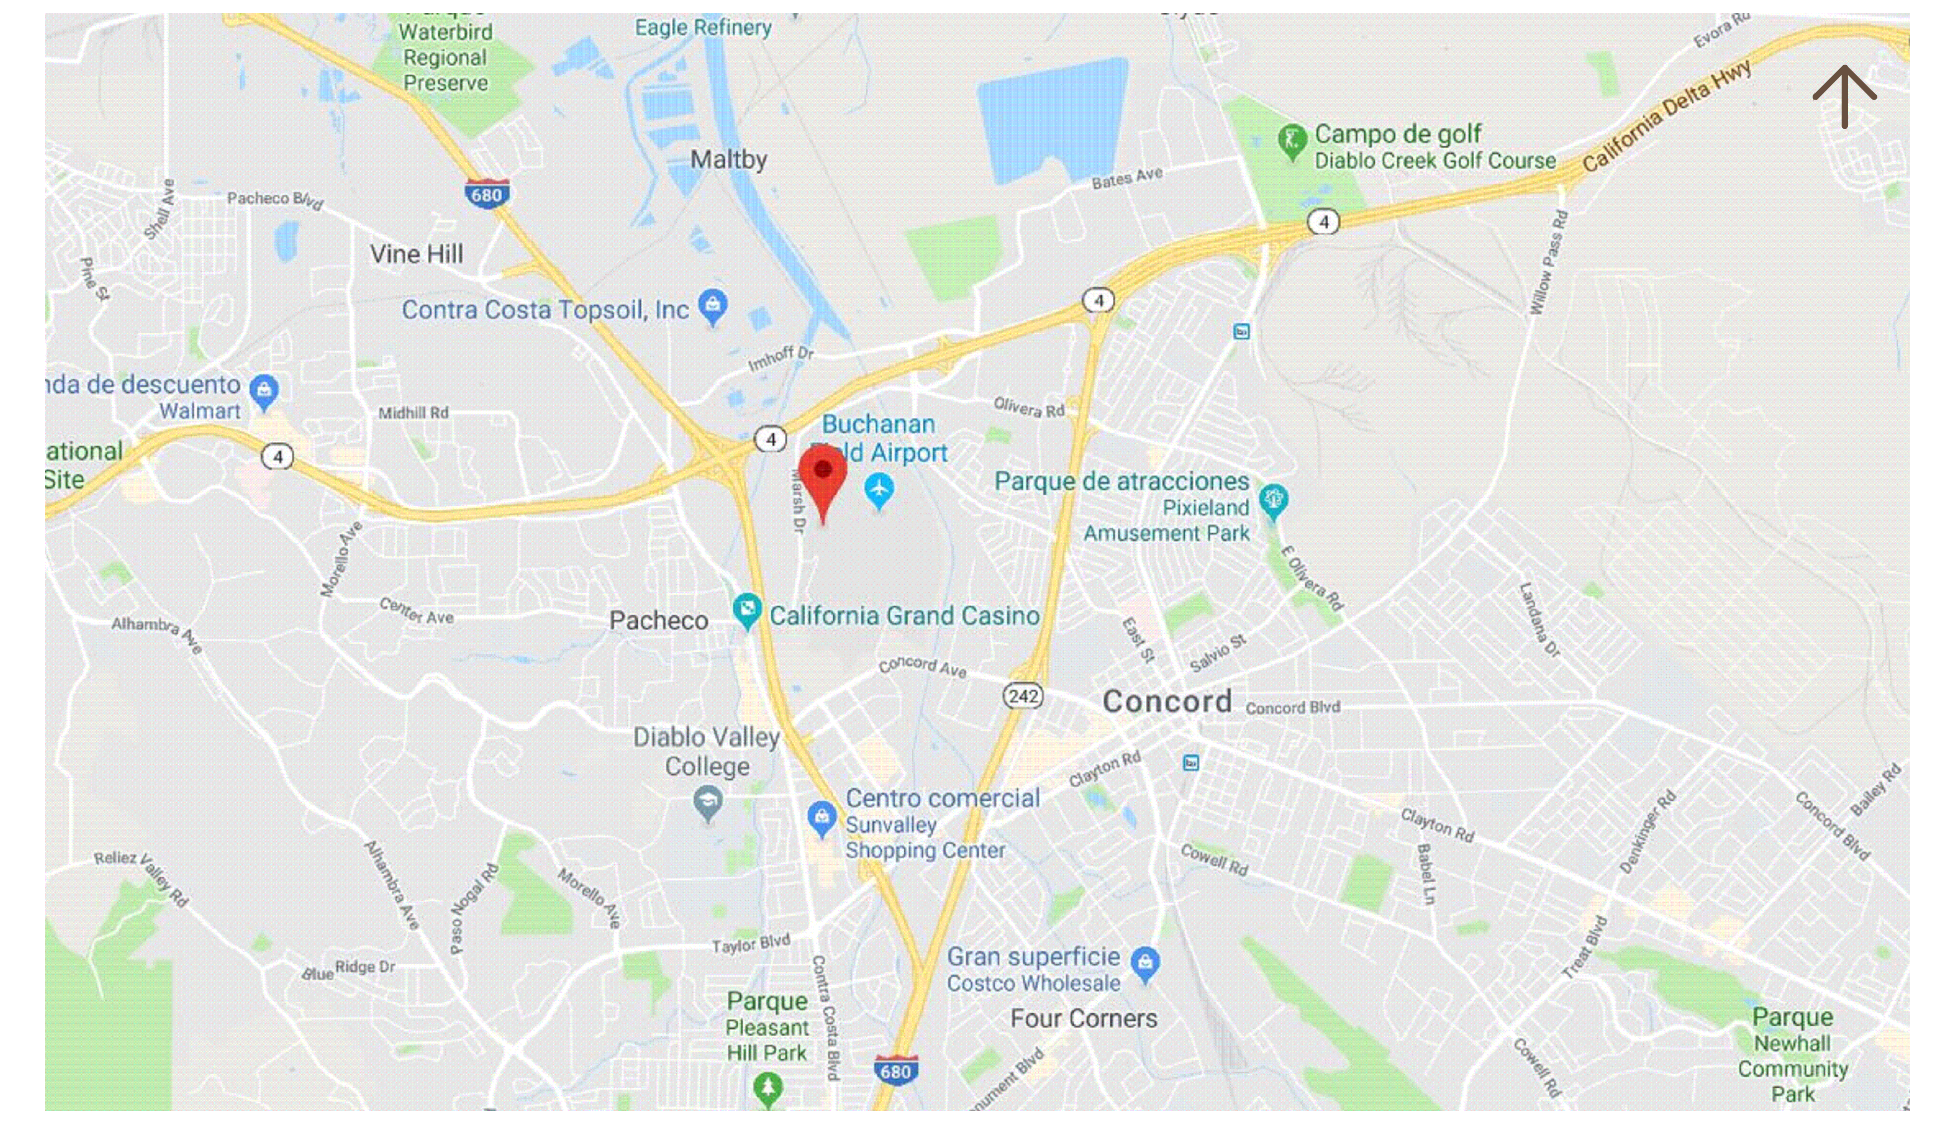 Waterbird
Regional
Preserve
Eagle Refinery
Evora Rd
California Delta Hwy
Campo de golf
Diablo Creek Golf Course
Maltby
Bates Ave
680
Shell Ave
Pacheco Blvd
4
Willow Pass Rd
Vine Hill
Pine St
Contra Costa Topsoil, Inc
4
Imhoff Dr
nda de descuento
Walmart
Midhill Rd
Olivera Rd
Buchanan
ld Airport
4
4
ational
Site
Marsh Dr
Parque de atracciones
Pixieland
Amusement Park
Morello Ave
E Olivera Rd
Center Ave
Pacheco
California Grand Casino
Alhambra Ave
East St
Salvio St
Landana Dr
Concord Ave
242
Concord
Concord Blvd
Diablo Valley
College
Clayton Rd
Centro comercial
Sunvalley
Shopping Center
Clayton Rd
Denkinger Rd
Concord Blvd
Bailey Rd
Reliez Valley Rd
Alhambra Ave
Paso Nogal Rd
Morello Ave
Cowell Rd
Babel Ln
Treat Blvd
Taylor Blvd
Blue Ridge Dr
Contra Costa Blvd
Gran superficie
Costco Wholesale
Four Corners
Parque
Pleasant
Hill Park
680
nument Blvd
Cowell Rd
Parque
Newhall
Community
Park